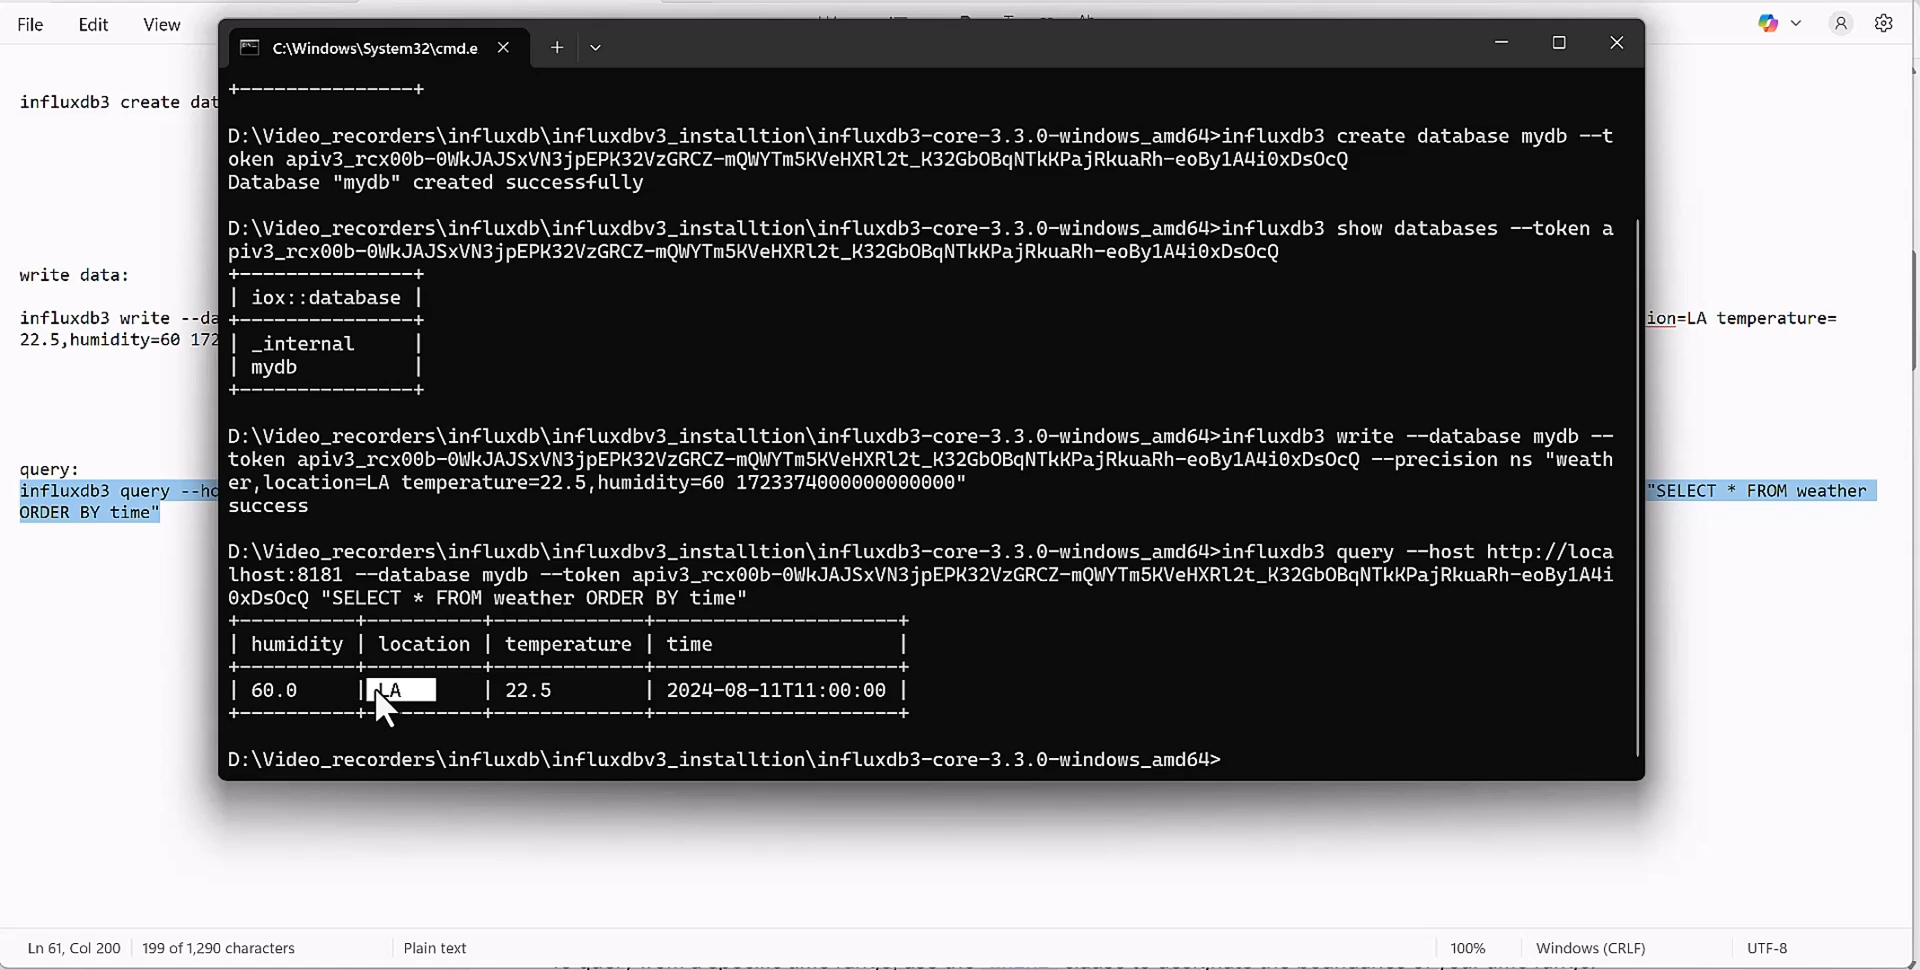 File Edit View
C:\Windows\System32\cmd.e
influxdb3 create dat
+---------------+
D:\Video_recorders\influxdb\influxdbv3_installtion\influxdb3-core-3.3.0-windows_amd64>influxdb3 create database mydb --t
oken apiv3_rcx00b-0WkJAJSxVN3jpEPK32VzGRCZ-mQWYTm5KVeHXRl2t_K32GbOBqNTkKPajRkuaRh-eoBy1A4i0xDsOcQ
Database "mydb" created successfully
D:\Video_recorders\influxdb\influxdbv3_installtion\influxdb3-core-3.3.0-windows_amd64>influxdb3 show databases --token a
piv3_rcx00b-0WkJAJSxVN3jpEPK32VzGRCZ-mQWYTm5KVeHXRl2t_K32GbOBqNTkKPajRkuaRh-eoBy1A4i0xDsOcQ
+---------------+
| iox::database |
+---------------+
| _internal     |
| mydb          |
+---------------+
write data:
influxdb3 write --da
ion=LA temperature=
22.5,humidity=60 172
D:\Video_recorders\influxdb\influxdbv3_installtion\influxdb3-core-3.3.0-windows_amd64>influxdb3 write --database mydb --
token apiv3_rcx00b-0WkJAJSxVN3jpEPK32VzGRCZ-mQWYTm5KVeHXRl2t_K32GbOBqNTkKPajRkuaRh-eoBy1A4i0xDsOcQ --precision ns "weath
er,location=LA temperature=22.5,humidity=60 1723374000000000000"
success
query:
influxdb3 query --ho
"SELECT * FROM weather
ORDER BY time"
D:\Video_recorders\influxdb\influxdbv3_installtion\influxdb3-core-3.3.0-windows_amd64>influxdb3 query --host http://loca
lhost:8181 --database mydb --token apiv3_rcx00b-0WkJAJSxVN3jpEPK32VzGRCZ-mQWYTm5KVeHXRl2t_K32GbOBqNTkKPajRkuaRh-eoBy1A4i
0xDsOcQ "SELECT * FROM weather ORDER BY time"
+----------+----------+-------------+---------------------+
| humidity | location | temperature | time                |
+----------+----------+-------------+---------------------+
| 60.0     | LA       | 22.5        | 2024-08-11T11:00:00 |
+----------+----------+-------------+---------------------+
D:\Video_recorders\influxdb\influxdbv3_installtion\influxdb3-core-3.3.0-windows_amd64>
Ln 61, Col 200 199 of 1,290 characters Plain text 100% Windows (CRLF) UTF-8